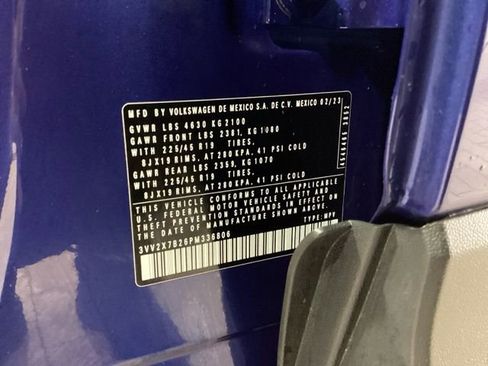 MFD BY VOLKSWAGEN DE MEXICO S.A. DE C.V. MEXICO 02/23
GVWR LBS 4630 KG 2100
GAWR FRONT LBS 2381, KG 1080
WITH 225/45 R19 TIRES,
8JX19 RIMS, AT 280 KPA, 41 PSI COLD
GAWR REAR LBS 2359, KG 1070
WITH 225/45 R19 TIRES,
8JX19 RIMS, AT 280 KPA, 41 PSI COLD
THIS VEHICLE CONFORMS TO ALL APPLICABLE
U.S. FEDERAL MOTOR VEHICLE SAFETY AND
THEFT PREVENTION STANDARDS IN EFFECT ON THE
DATE OF MANUFACTURE SHOWN ABOVE.
3VV2X7B26PM336806 TYPE: MPV